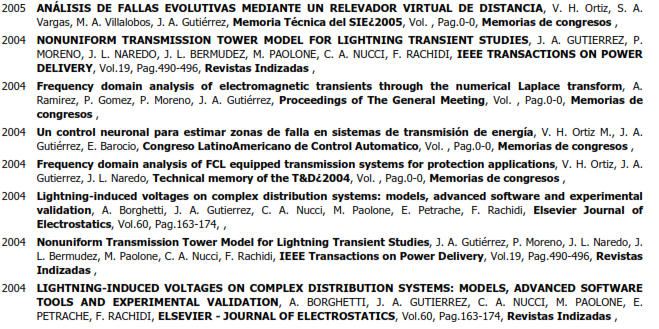 2005 ANÁLISIS DE FALLAS EVOLUTIVAS MEDIANTE UN RELEVADOR VIRTUAL DE DISTANCIA, V. H. Ortiz, S. A.
Vargas, M. A. Villalobos, J. A. Gutiérrez, Memoria Técnica del SIE¿2005, Vol. , Pag.0-0, Memorias de congresos ,
2004 NONUNIFORM TRANSMISSION TOWER MODEL FOR LIGHTNING TRANSIENT STUDIES, J. A. GUTIERREZ, P.
MORENO, J. L. NAREDO, J. L. BERMUDEZ, M. PAOLONE, C. A. NUCCI, F. RACHIDI, IEEE TRANSACTIONS ON POWER
DELIVERY, Vol.19, Pag.490-496, Revistas Indizadas ,
2004 Frequency domain analysis of electromagnetic transients through the numerical Laplace transform, A.
Ramirez, P. Gomez, P. Moreno, J. A. Gutiérrez, Proceedings of The General Meeting, Vol. , Pag.0-0, Memorias de
congresos ,
2004 Un control neuronal para estimar zonas de falla en sistemas de transmisión de energía, V. H. Ortiz M., J. A.
Gutiérrez, E. Barocio, Congreso LatinoAmericano de Control Automatico, Vol. , Pag.0-0, Memorias de congresos ,
2004 Frequency domain analysis of FCL equipped transmission systems for protection applications, V. H. Ortiz, J. A.
Gutierrez, J. L. Naredo, Technical memory of the T&D¿2004, Vol. , Pag.0-0, Memorias de congresos ,
2004 Lightning-induced voltages on complex distribution systems: models, advanced software and experimental
validation, A. Borghetti, J. A. Gutierrez, C. A. Nucci, M. Paolone, E. Petrache, F. Rachidi, Elsevier Journal of
Electrostatics, Vol.60, Pag.163-174, ,
2004 Nonuniform Transmission Tower Model for Lightning Transient Studies, J. A. Gutiérrez, P. Moreno, J. L. Naredo, J.
L. Bermudez, M. Paolone, C. A. Nucci, F. Rachidi, IEEE Transactions on Power Delivery, Vol.19, Pag.490-496, Revistas
Indizadas ,
2004 LIGHTNING-INDUCED VOLTAGES ON COMPLEX DISTRIBUTION SYSTEMS: MODELS, ADVANCED SOFTWARE
TOOLS AND EXPERIMENTAL VALIDATION, A. BORGHETTI, J. A. GUTIERREZ, C. A. NUCCI, M. PAOLONE, E.
PETRACHE, F. RACHIDI, ELSEVIER - JOURNAL OF ELECTROSTATICS, Vol.60, Pag.163-174, Revistas Indizadas ,